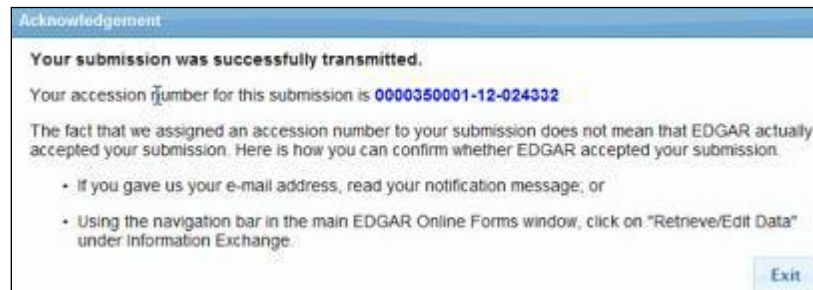 Acknowledgement
Your submission was successfully transmitted.
Your accession number for this submission is 0000350001-12-024332
The fact that we assigned an accession number to your submission does not mean that EDGAR actually
accepted your submission. Here is how you can confirm whether EDGAR accepted your submission.
• If you gave us your e-mail address, read your notification message; or
• Using the navigation bar in the main EDGAR Online Forms window, click on "Retrieve/Edit Data"
under Information Exchange.
Exit